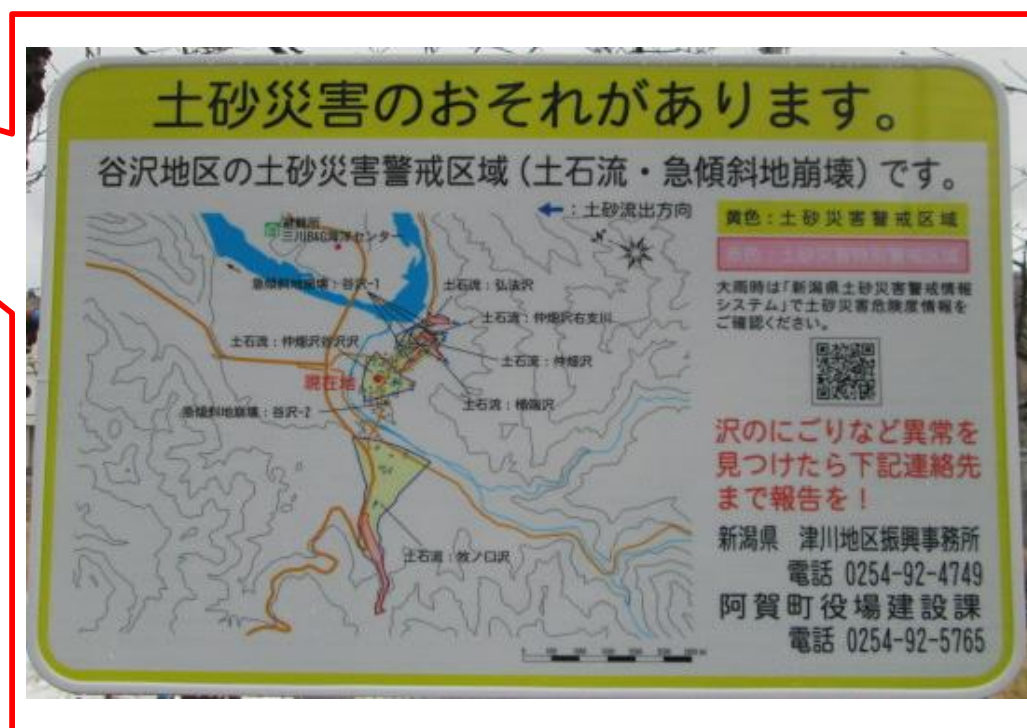 土砂災害のおそれがあります。
谷沢地区の土砂災害警戒区域（土石流・急傾斜地崩壊）です。
←：土砂流出方向
黄色：土砂災害警戒区域
赤色：土砂災害特別警戒区域
避難所
三川B&G海洋センター
急傾斜地崩壊：谷沢-1
土石流：弘法沢
土石流：仲畑沢右支川
土石流：仲畑沢谷沢沢
土石流：仲畑沢
現在地
急傾斜地崩壊：谷沢-2
土石流：牧ノ口沢
大雨時は「新潟県土砂災害警戒情報
システム」で土砂災害危険度情報を
ご確認ください。
沢のにごりなど異常を
見つけたら下記連絡先
まで報告を！
新潟県　津川地区振興事務所
電話 0254-92-4749
阿賀町役場建設課
電話 0254-92-5765